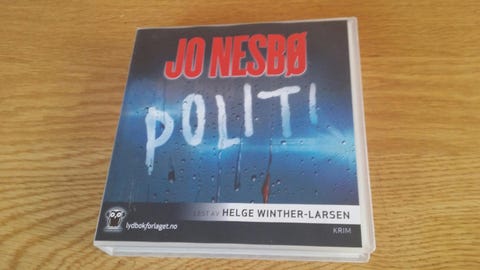 JO NESBØ
POLITI
LEST AV HELGE WINTHER-LARSEN
lydbokforlaget.no
KRIM